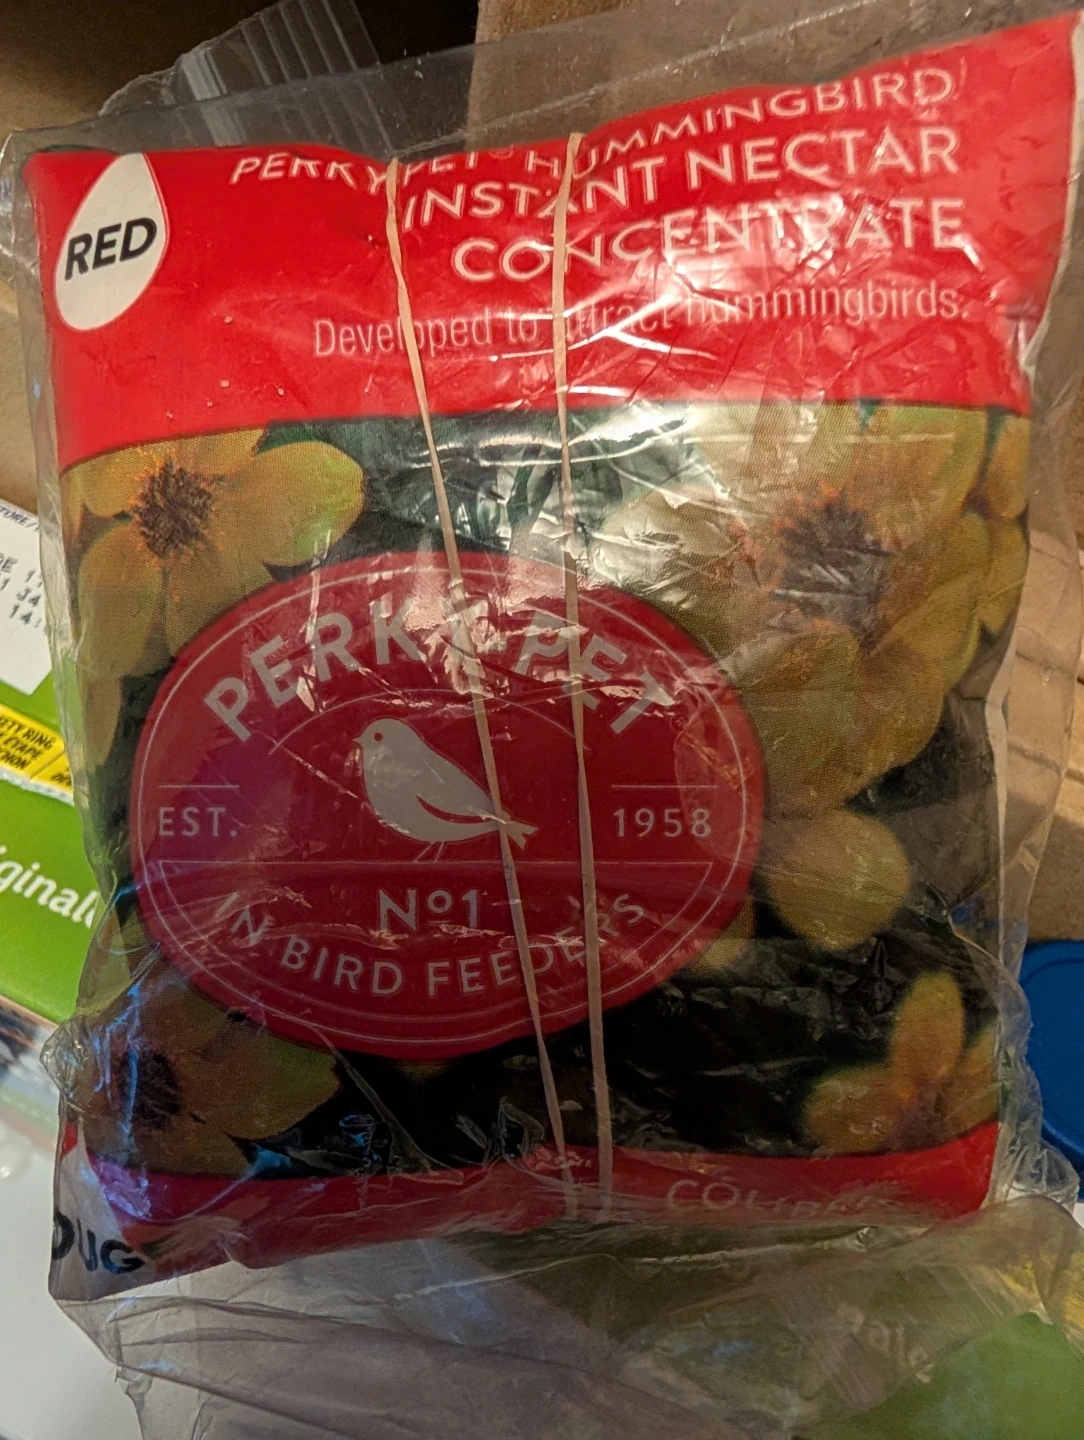 PERKY-PET® HUMMINGBIRD
INSTANT NECTAR
CONCENTRATE
Developed to attract hummingbirds.
RED
PERKY-PET
EST.
1958
Nº1
IN BIRD FEEDERS